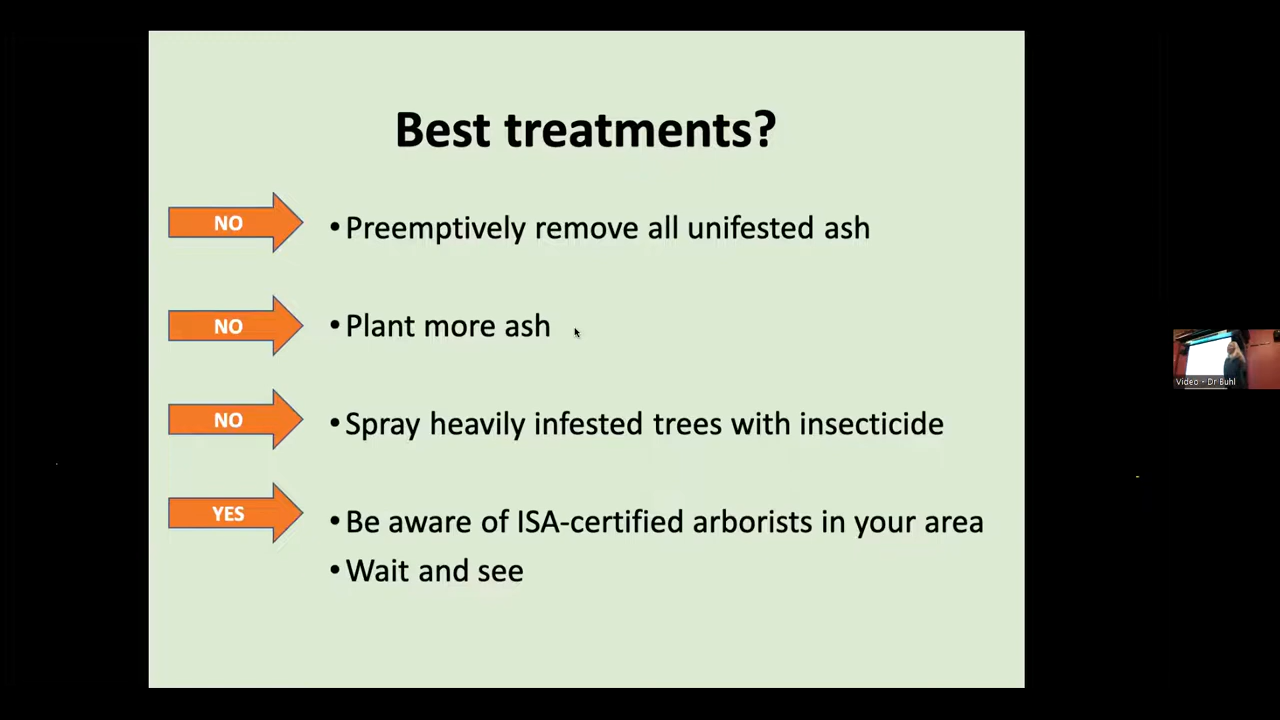 Best treatments?
NO
• Preemptively remove all unifested ash
NO
• Plant more ash
NO
• Spray heavily infested trees with insecticide
YES
• Be aware of ISA-certified arborists in your area
• Wait and see
Video - Dr Buhl